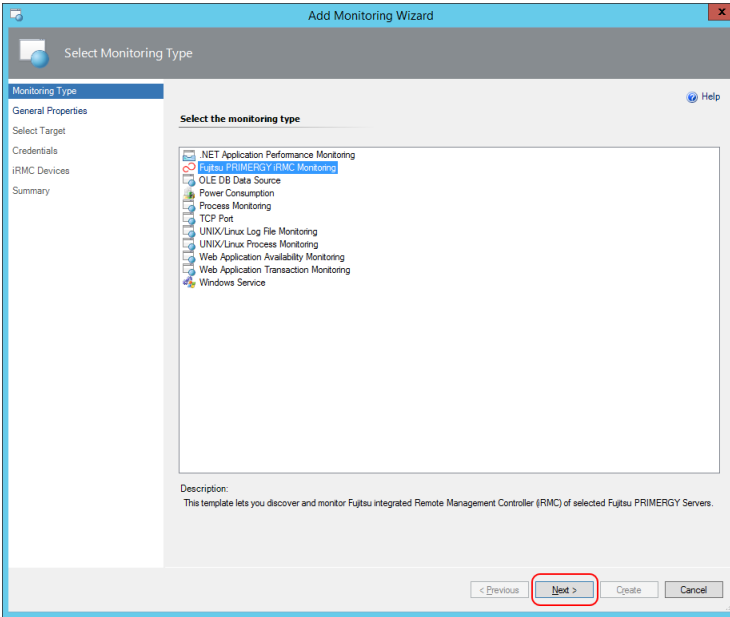 Add Monitoring Wizard
x
Select Monitoring Type
Monitoring Type
General Properties
Select Target
Credentials
iRMC Devices
Summary
Help
Select the monitoring type
.NET Application Performance Monitoring
Fujitsu PRIMERGY iRMC Monitoring
OLE DB Data Source
Power Consumption
Process Monitoring
TCP Port
UNIX/Linux Log File Monitoring
UNIX/Linux Process Monitoring
Web Application Availability Monitoring
Web Application Transaction Monitoring
Windows Service
Description:
This template lets you discover and monitor Fujitsu integrated Remote Management Controller (iRMC) of selected Fujitsu PRIMERGY Servers.
< Previous
Next >
Create
Cancel